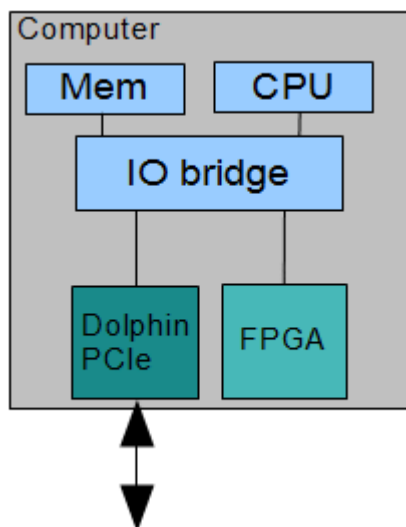 Computer
Mem
CPU
IO bridge
Dolphin
PCIe
FPGA